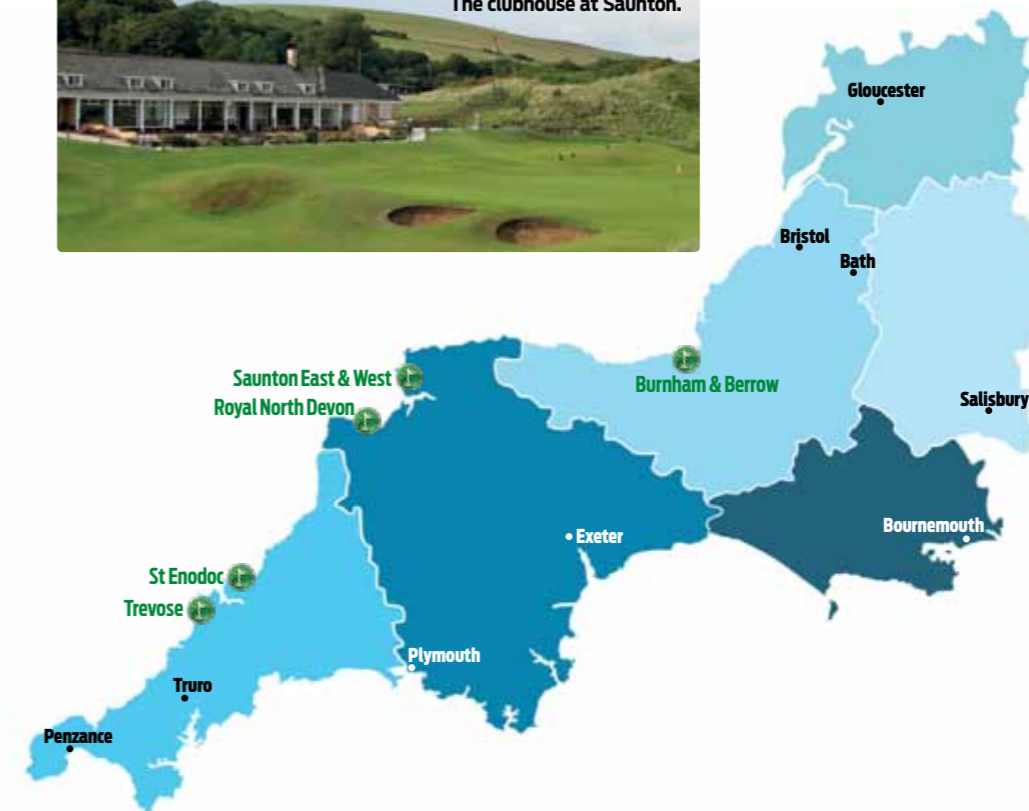 The clubhouse at Saunton.
Gloucester
Bristol
Bath
Burnham & Berrow
Saunton East & West
Royal North Devon
Salisbury
Bournemouth
Exeter
St Enodoc
Trevose
Plymouth
Truro
Penzance